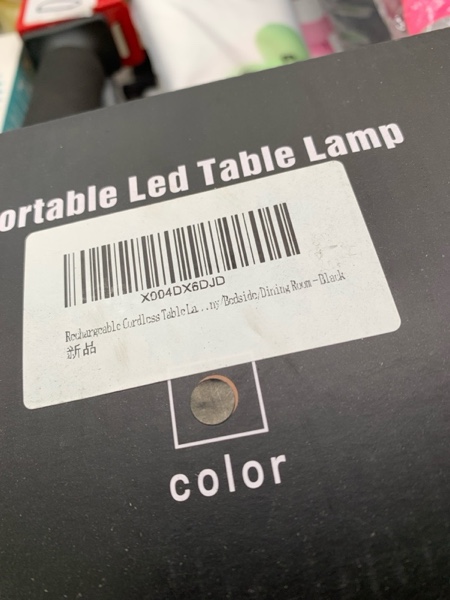 ortable Led Table Lamp
X004DX6DJD
Rechargeable Cordless Table La...ny/Bedside/Dining Room - Black
新品
color